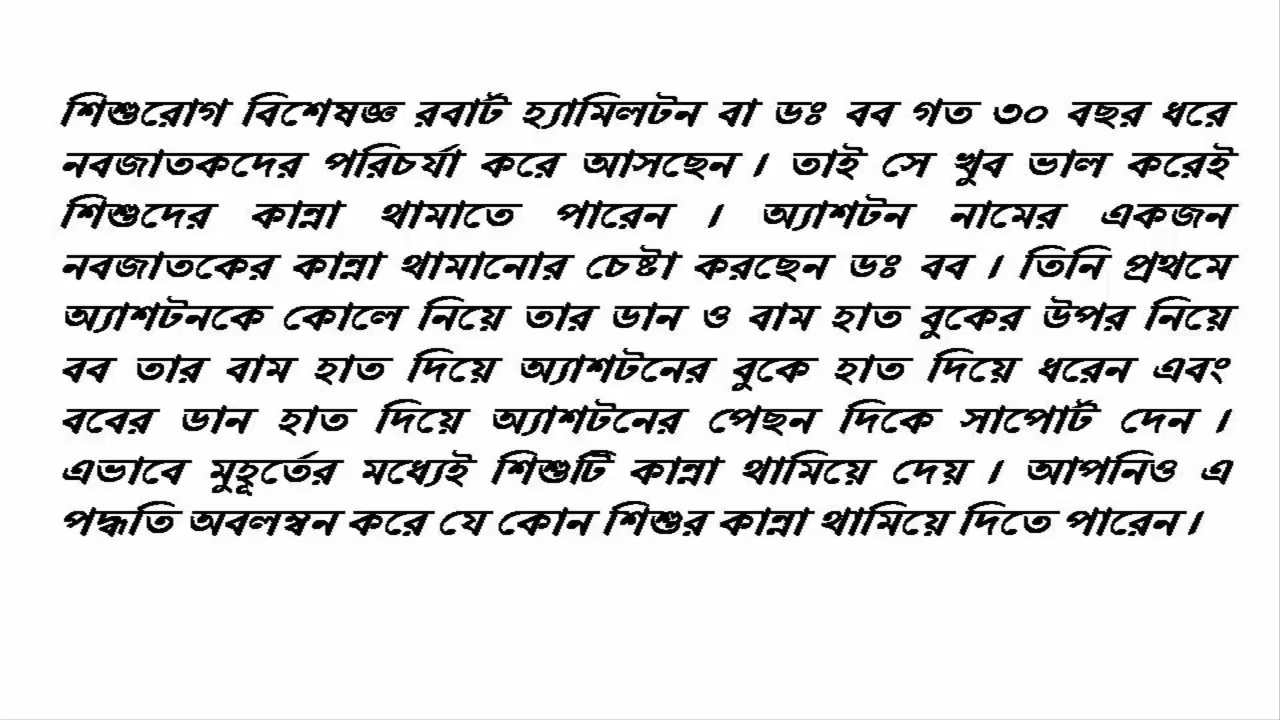 শিশুরোগ বিশেষজ্ঞ রবার্ট হ্যামিলটন বা ডঃ বব গত ৩০ বছর ধরে
নবজাতকদের পরিচর্যা করে আসছেন । তাই সে খুব ভাল করেই
শিশুদের কান্না থামাতে পারেন । অ্যাশটন নামের একজন
নবজাতকের কান্না থামানোর চেষ্টা করছেন ডঃ বব । তিনি প্রথমে
অ্যাশটনকে কোলে নিয়ে তার ডান ও বাম হাত বুকের উপর নিয়ে
বব তার বাম হাত দিয়ে অ্যাশটনের বুকে হাত দিয়ে ধরেন এবং
ববের ডান হাত দিয়ে অ্যাশটনের পেছন দিকে সাপোর্ট দেন ।
এভাবে মুহূর্তের মধ্যেই শিশুটি কান্না থামিয়ে দেয় । আপনিও এ
পদ্ধতি অবলম্বন করে যে কোন শিশুর কান্না থামিয়ে দিতে পারেন।